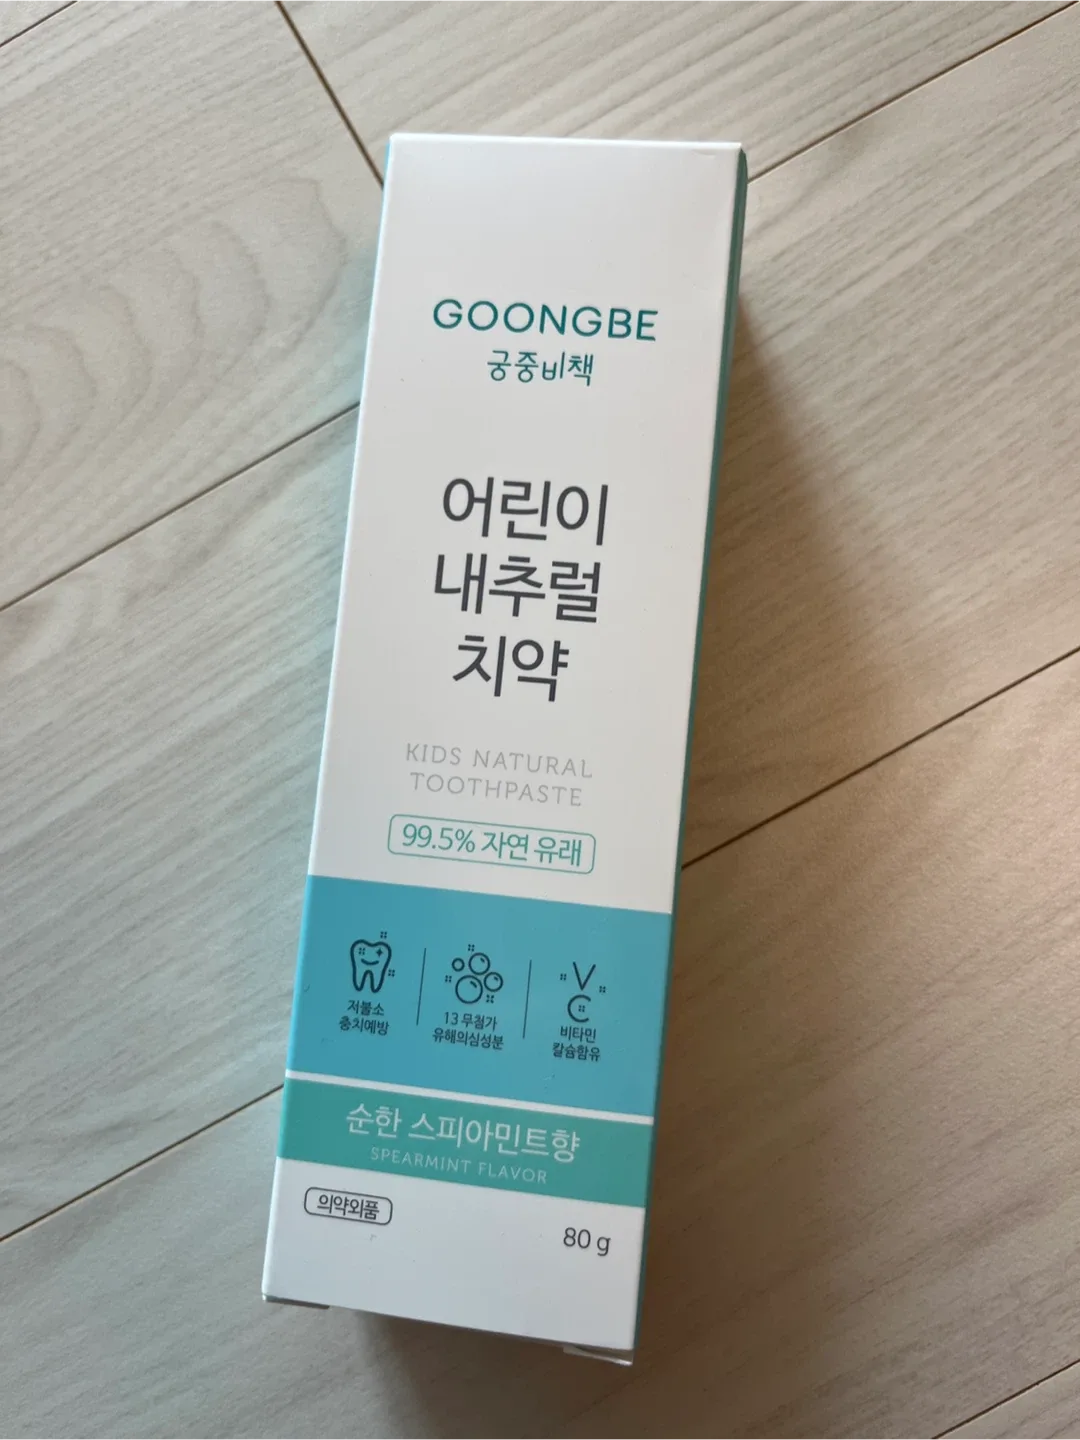 GOONGBE
궁중비책
어린이
내추럴
치약
KIDS NATURAL
TOOTHPASTE
99.5% 자연 유래
저불소
충치예방
13 무첨가
유해의심성분
V
C
비타민
칼슘함유
순한 스피아민트향
SPEARMINT FLAVOR
의약외품
80 g